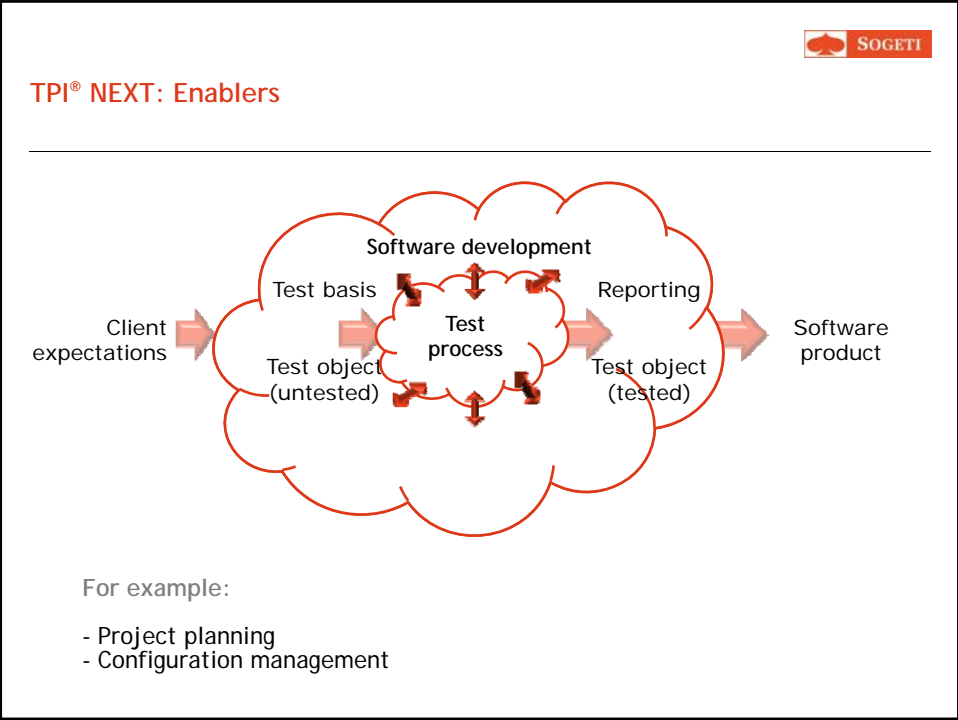 SOGETI
TPI® NEXT: Enablers
Software development
Test basis
Reporting
Client
expectations
Test
process
Software
product
Test object
(untested)
Test object
(tested)
For example:
- Project planning
- Configuration management